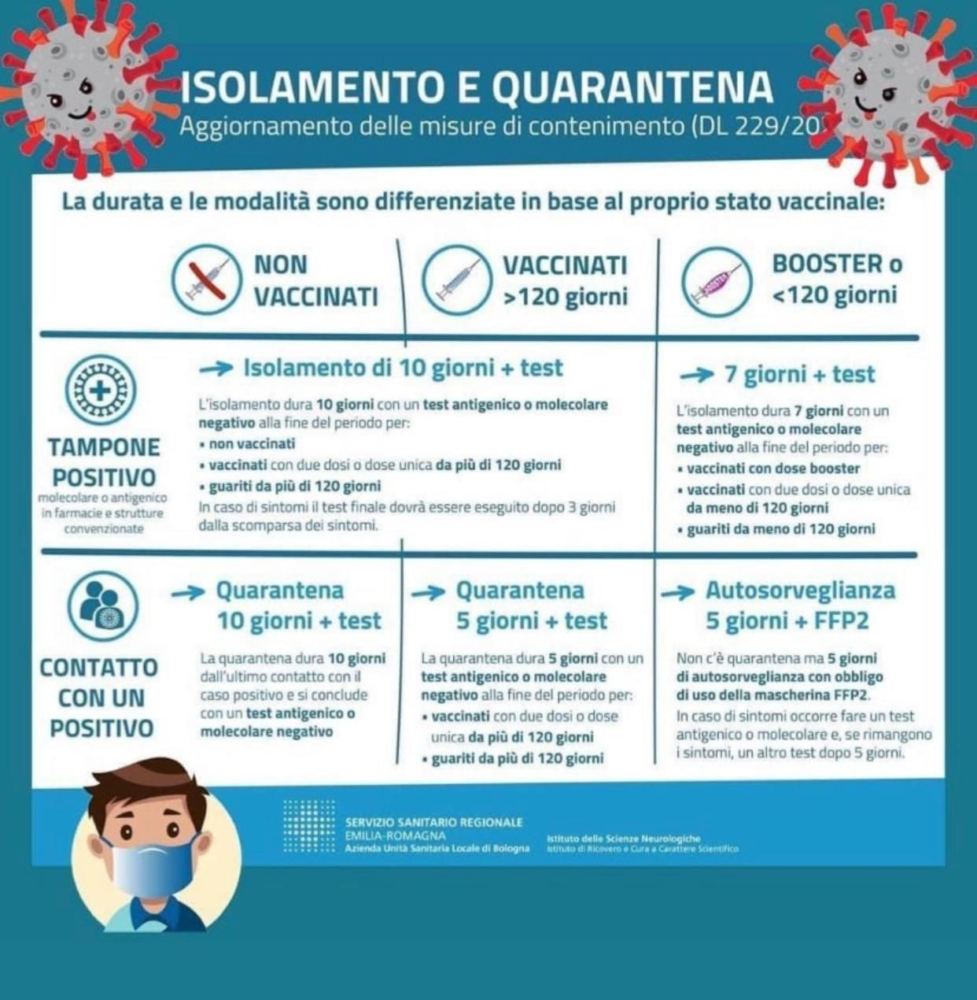 ISOLAMENTO E QUARANTENA
Aggiornamento delle misure di contenimento (DL 229/20
La durata e le modalità sono differenziate in base al proprio stato vaccinale:
NON
VACCINATI
VACCINATI
>120 giorni
BOOSTER
BOOSTER o
<120 giorni
TAMPONE
POSITIVO
molecolare o antigenico
in farmacie e strutture
convenzionate
→ Isolamento di 10 giorni + test
L'isolamento dura 10 giorni con un test antigenico o molecolare
negativo alla fine del periodo per:
• non vaccinati
• vaccinati con due dosi o dose unica da più di 120 giorni
• guariti da più di 120 giorni
In caso di sintomi il test finale dovrà essere eseguito dopo 3 giorni
dalla scomparsa dei sintomi.
→ 7 giorni + test
L'isolamento dura 7 giorni con un
test antigenico o molecolare
negativo alla fine del periodo per:
• vaccinati con dose booster
• vaccinati con due dosi o dose unica
da meno di 120 giorni
• guariti da meno di 120 giorni
CONTATTO
CON UN
POSITIVO
→ Quarantena
10 giorni + test
La quarantena dura 10 giorni
dall'ultimo contatto con il
caso positivo e si conclude
con un test antigenico o
molecolare negativo
→ Quarantena
5 giorni + test
La quarantena dura 5 giorni con un
test antigenico o molecolare
negativo alla fine del periodo per:
• vaccinati con due dosi o dose
unica da più di 120 giorni
• guariti da più di 120 giorni
→ Autosorveglianza
5 giorni + FFP2
Non c'è quarantena ma 5 giorni
di autosorveglianza con obbligo
di uso della mascherina FFP2.
In caso di sintomi occorre fare un test
antigenico o molecolare e, se rimangono
i sintomi, un altro test dopo 5 giorni.
SERVIZIO SANITARIO REGIONALE
EMILIA-ROMAGNA
Azienda Unità Sanitaria Locale di Bologna
Istituto delle Scienze Neurologiche
Istituto di Ricovero e Cura a Carattere Scientifico